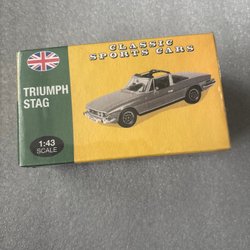 CLASSIC
SPORTS CARS
TRIUMPH
STAG
1:43
SCALE